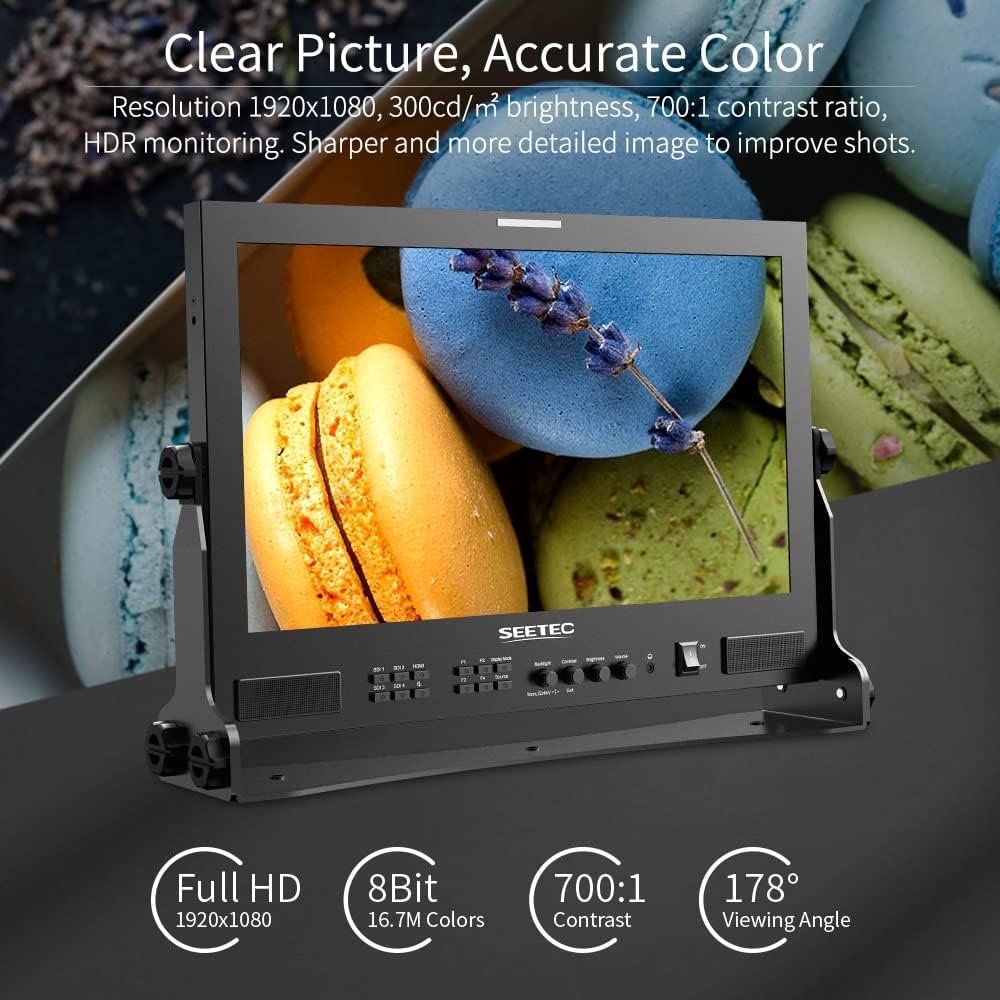 Clear Picture, Accurate Color
Resolution 1920x1080, 300cd/㎡ brightness, 700:1 contrast ratio,
HDR monitoring. Sharper and more detailed image to improve shots.
SEETEC
SDI 1 SDI 2 HDMI
SDI 3 SDI 4
F1 F2 Display Mode
F3 F4 Source
Backlight Contrast Brightness Volume
Exit
ON
OFF
Full HD
1920x1080
8Bit
16.7M Colors
700:1
Contrast
178°
Viewing Angle